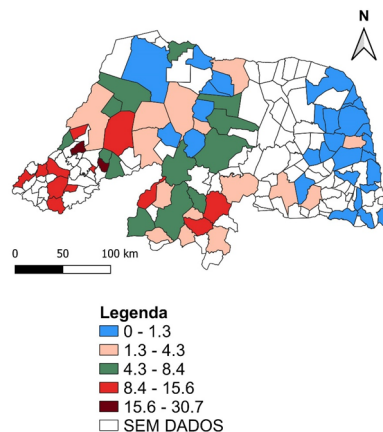 N
0 50 100 km
Legenda
0 - 1.3
1.3 - 4.3
4.3 - 8.4
8.4 - 15.6
15.6 - 30.7
SEM DADOS